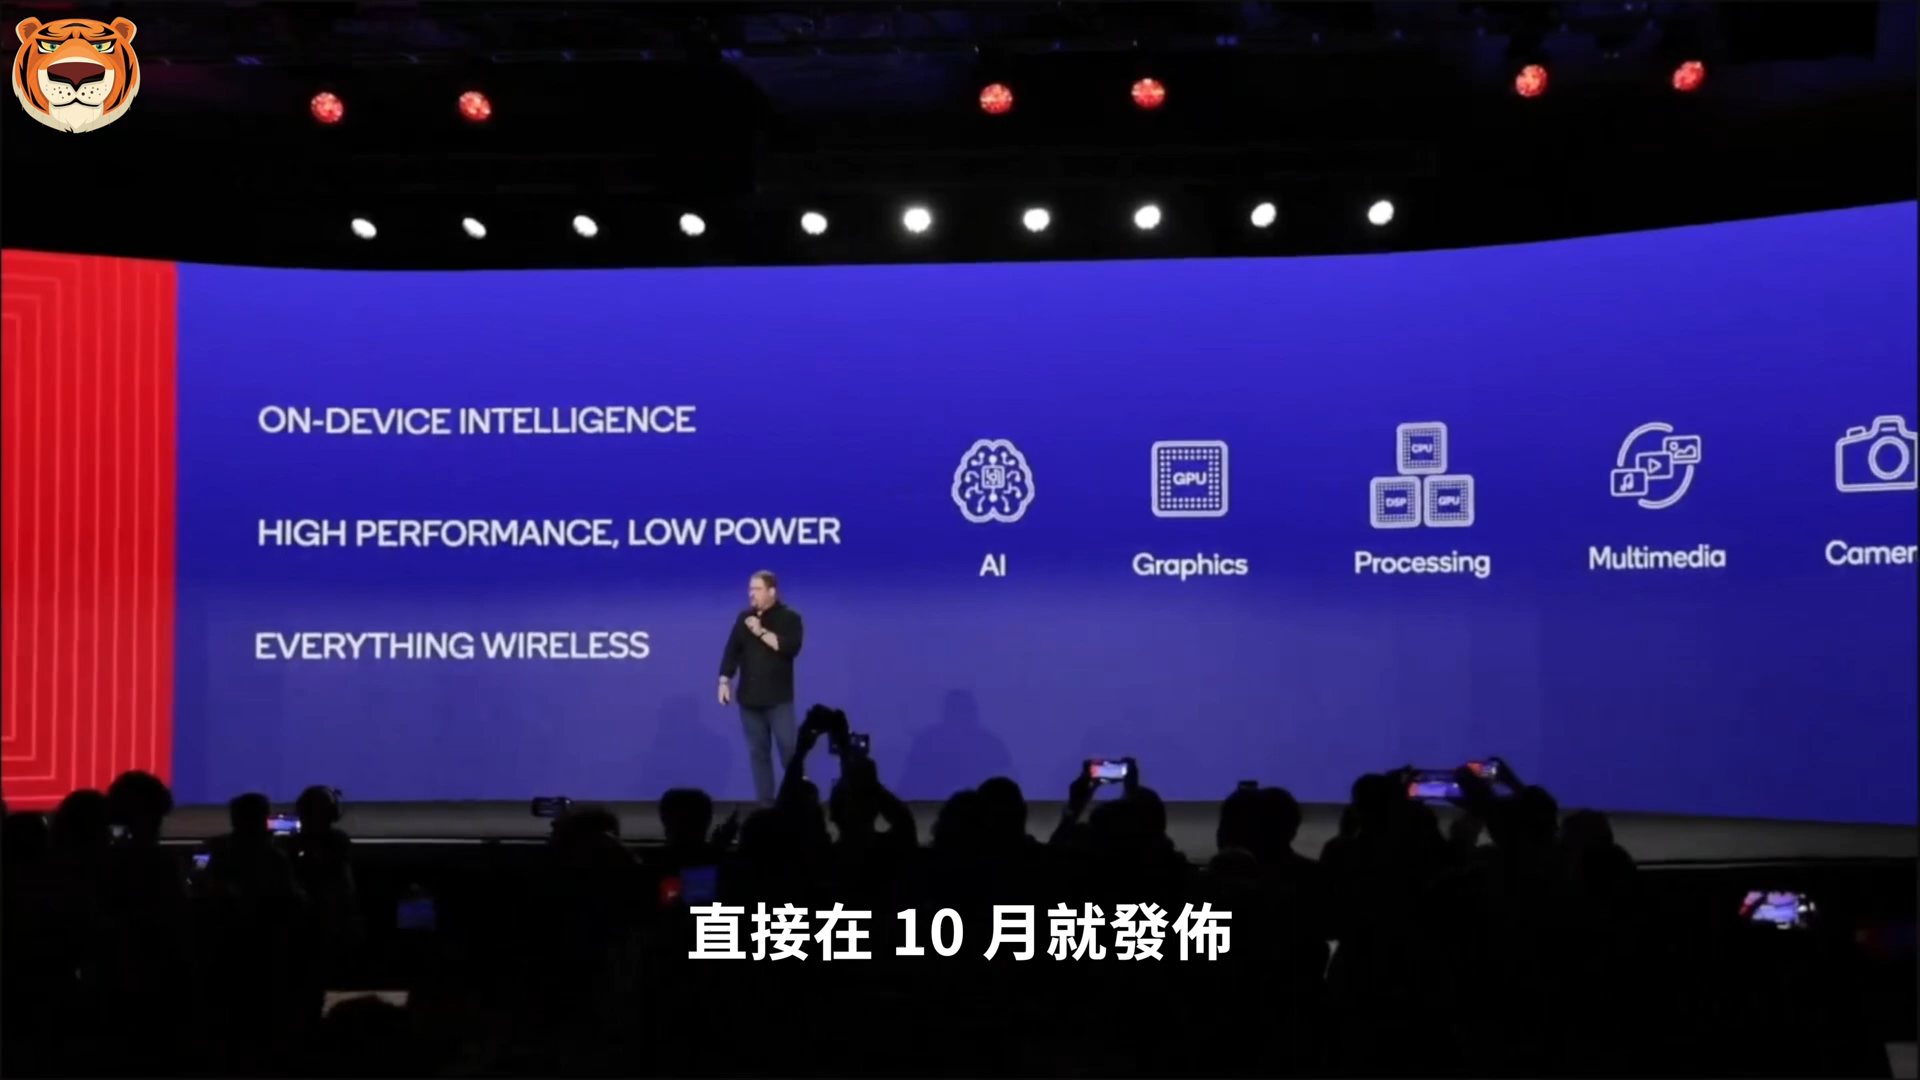 ON-DEVICE INTELLIGENCE
HIGH PERFORMANCE, LOW POWER
EVERYTHING WIRELESS
AI
GPU
Graphics
CPU
DSP
GPU
Processing
Multimedia
Camer
直接在 10 月就發佈